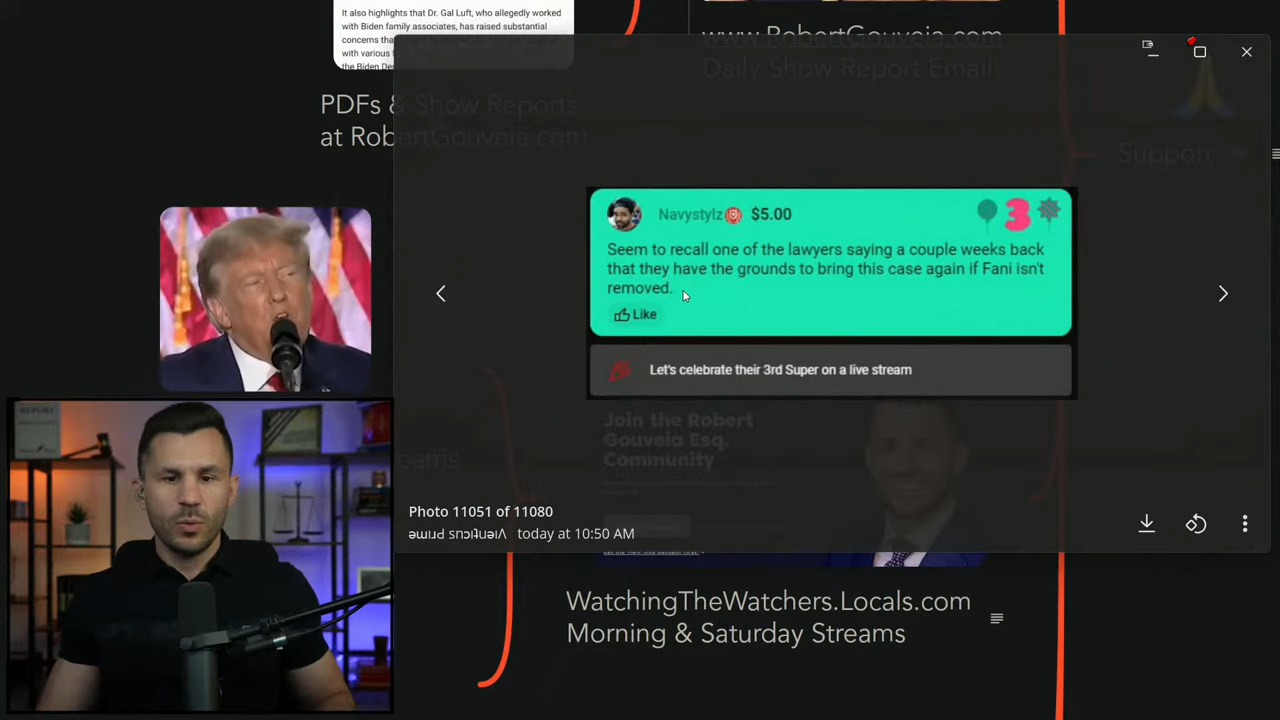 It also highlights that Dr. Gal Luft, who allegedly worked
with Biden family associates, has raised substantial
concerns tha
with various
the Biden De
PDFs & Show Reports
at RobertGouveia.com
www.RobertGouveia.com
Daily Show Report Email
Support
Navystylz $5.00
3
Seem to recall one of the lawyers saying a couple weeks back
that they have the grounds to bring this case again if Fani isn't
removed.
Like
Let's celebrate their 3rd Super on a live stream
Join the Robert
Gouveia Esq.
Community
eams
Photo 11051 of 11080
today at 10:50 AM
WatchingTheWatchers.Locals.com
Morning & Saturday Streams